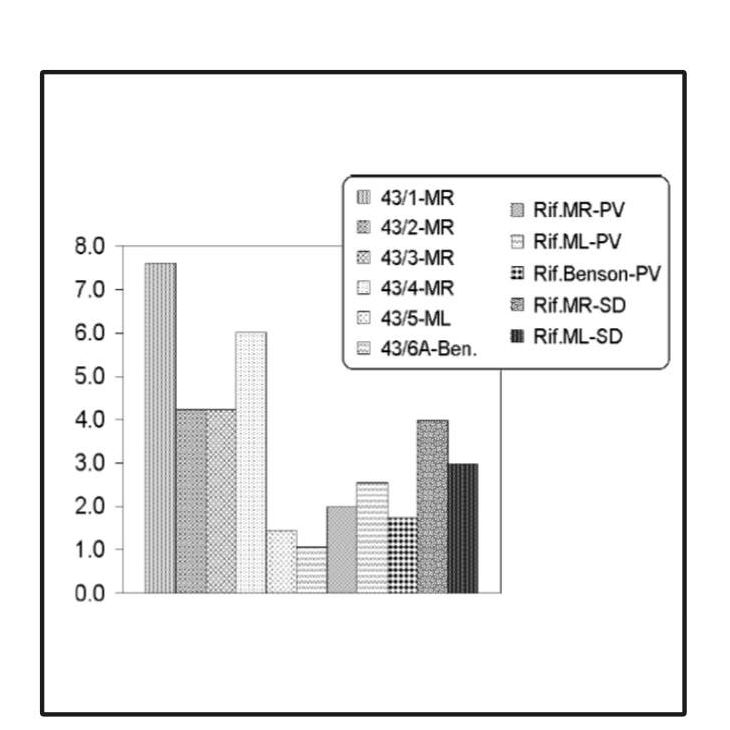 43/1-MR
43/2-MR
43/3-MR
43/4-MR
43/5-ML
43/6A-Ben.
Rif.MR-PV
Rif.ML-PV
Rif.Benson-PV
Rif.MR-SD
Rif.ML-SD
8.0
7.0
6.0
5.0
4.0
3.0
2.0
1.0
0.0